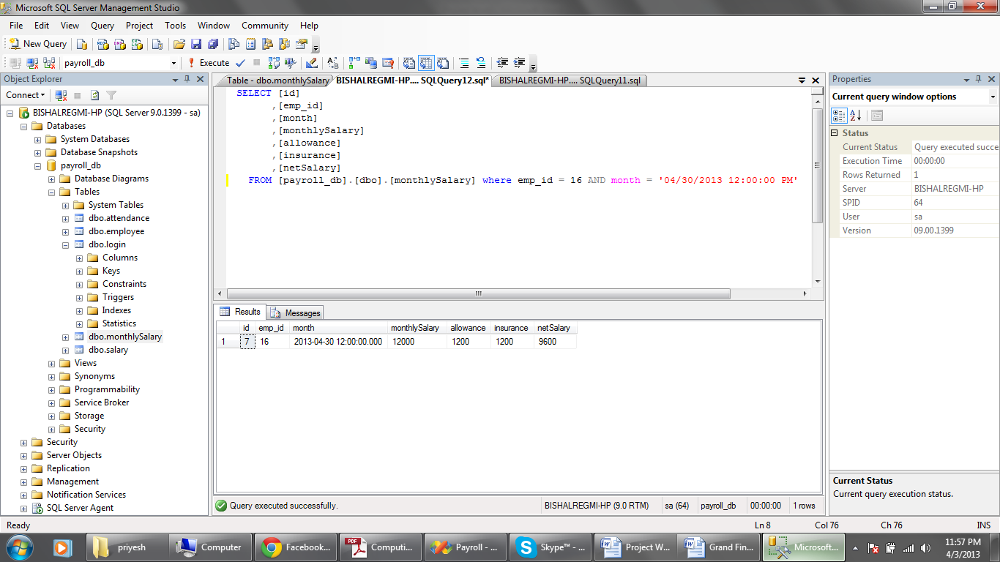 Microsoft SQL Server Management Studio
File Edit View Query Project Tools Window Community Help
New Query
payroll_db Execute
Object Explorer
Connect
BISHALREGMI-HP (SQL Server 9.0.1399 - sa)
Databases
System Databases
Database Snapshots
payroll_db
Database Diagrams
Tables
System Tables
dbo.attendance
dbo.employee
dbo.login
Columns
Keys
Constraints
Triggers
Indexes
Statistics
dbo.monthlySalary
dbo.salary
Views
Synonyms
Programmability
Service Broker
Storage
Security
Security
Server Objects
Replication
Management
Notification Services
SQL Server Agent
Table - dbo.monthlySalary BISHALREGMI-HP.... SQLQuery12.sql* BISHALREGMI-HP.... SQLQuery11.sql
SELECT [id]
,[emp_id]
,[month]
,[monthlySalary]
,[allowance]
,[insurance]
,[netSalary]
FROM [payroll_db].[dbo].[monthlySalary] where emp_id = 16 AND month = '04/30/2013 12:00:00 PM'
Results Messages
id emp_id month monthlySalary allowance insurance netSalary
1 7 16 2013-04-30 12:00:00.000 12000 1200 1200 9600
Query executed successfully. BISHALREGMI-HP (9.0 RTM) sa (64) payroll_db 00:00:00 1 rows
Properties
Current query window options
Status
Current Status Query executed succe
Execution Time 00:00:00
Rows Returned 1
Server BISHALREGMI-HP
SPID 64
User sa
Version 09.00.1399
Current Status
Current query execution status.
Ready Ln 8 Col 76 Ch 76 INS
priyesh Computer Facebook... Computi... Payroll - ... Skype™ - ... Project W... Grand Fin... Microsoft...
11:57 PM
4/3/2013